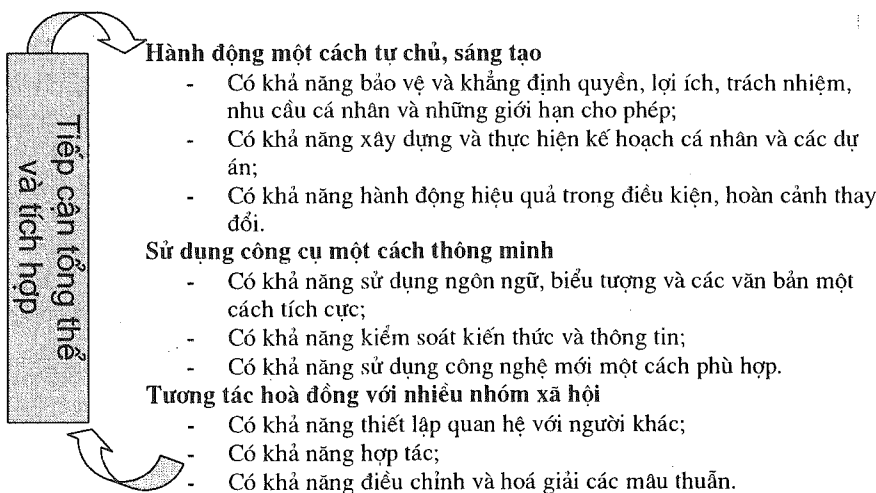 Tiếp cận tổng thể
và tích hợp
Hành động một cách tự chủ, sáng tạo
- Có khả năng bảo vệ và khẳng định quyền, lợi ích, trách nhiệm,
nhu cầu cá nhân và những giới hạn cho phép;
- Có khả năng xây dựng và thực hiện kế hoạch cá nhân và các dự
án;
- Có khả năng hành động hiệu quả trong điều kiện, hoàn cảnh thay
đổi.
Sử dụng công cụ một cách thông minh
- Có khả năng sử dụng ngôn ngữ, biểu tượng và các văn bản một
cách tích cực;
- Có khả năng kiểm soát kiến thức và thông tin;
- Có khả năng sử dụng công nghệ mới một cách phù hợp.
Tương tác hoà đồng với nhiều nhóm xã hội
- Có khả năng thiết lập quan hệ với người khác;
- Có khả năng hợp tác;
- Có khả năng điều chỉnh và hoá giải các mâu thuẫn.